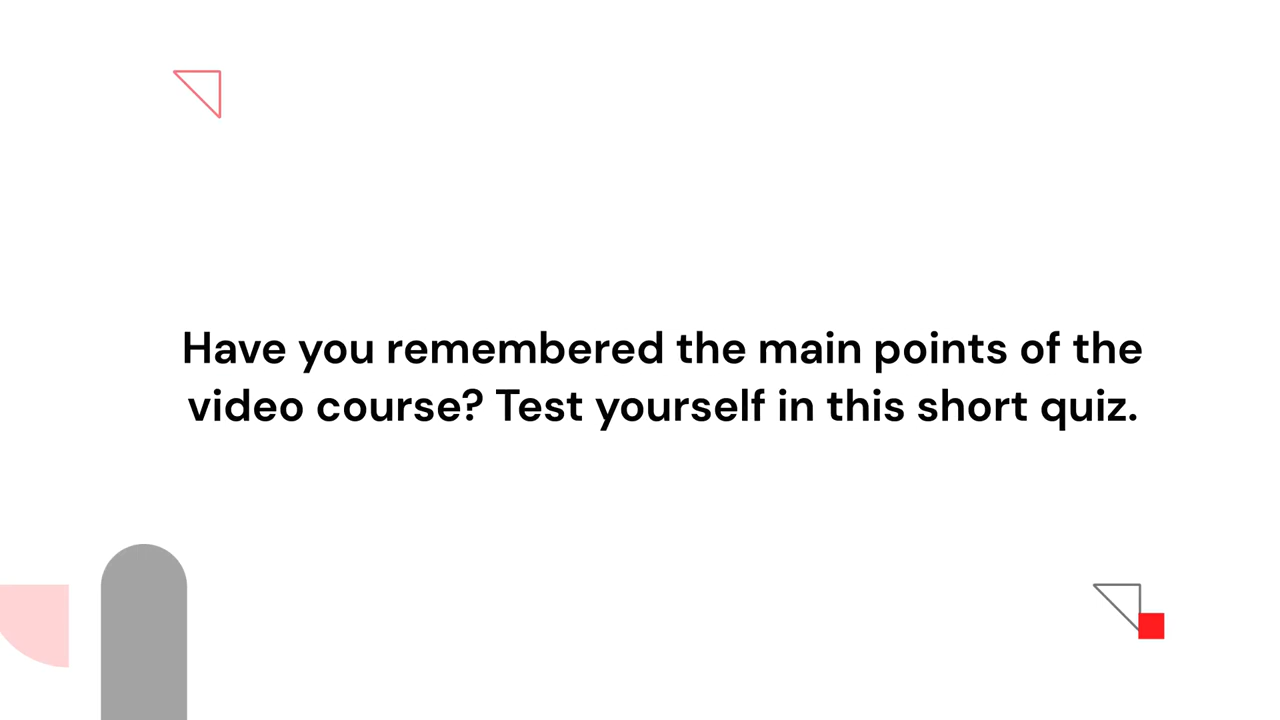 Have you remembered the main points of the
video course? Test yourself in this short quiz.